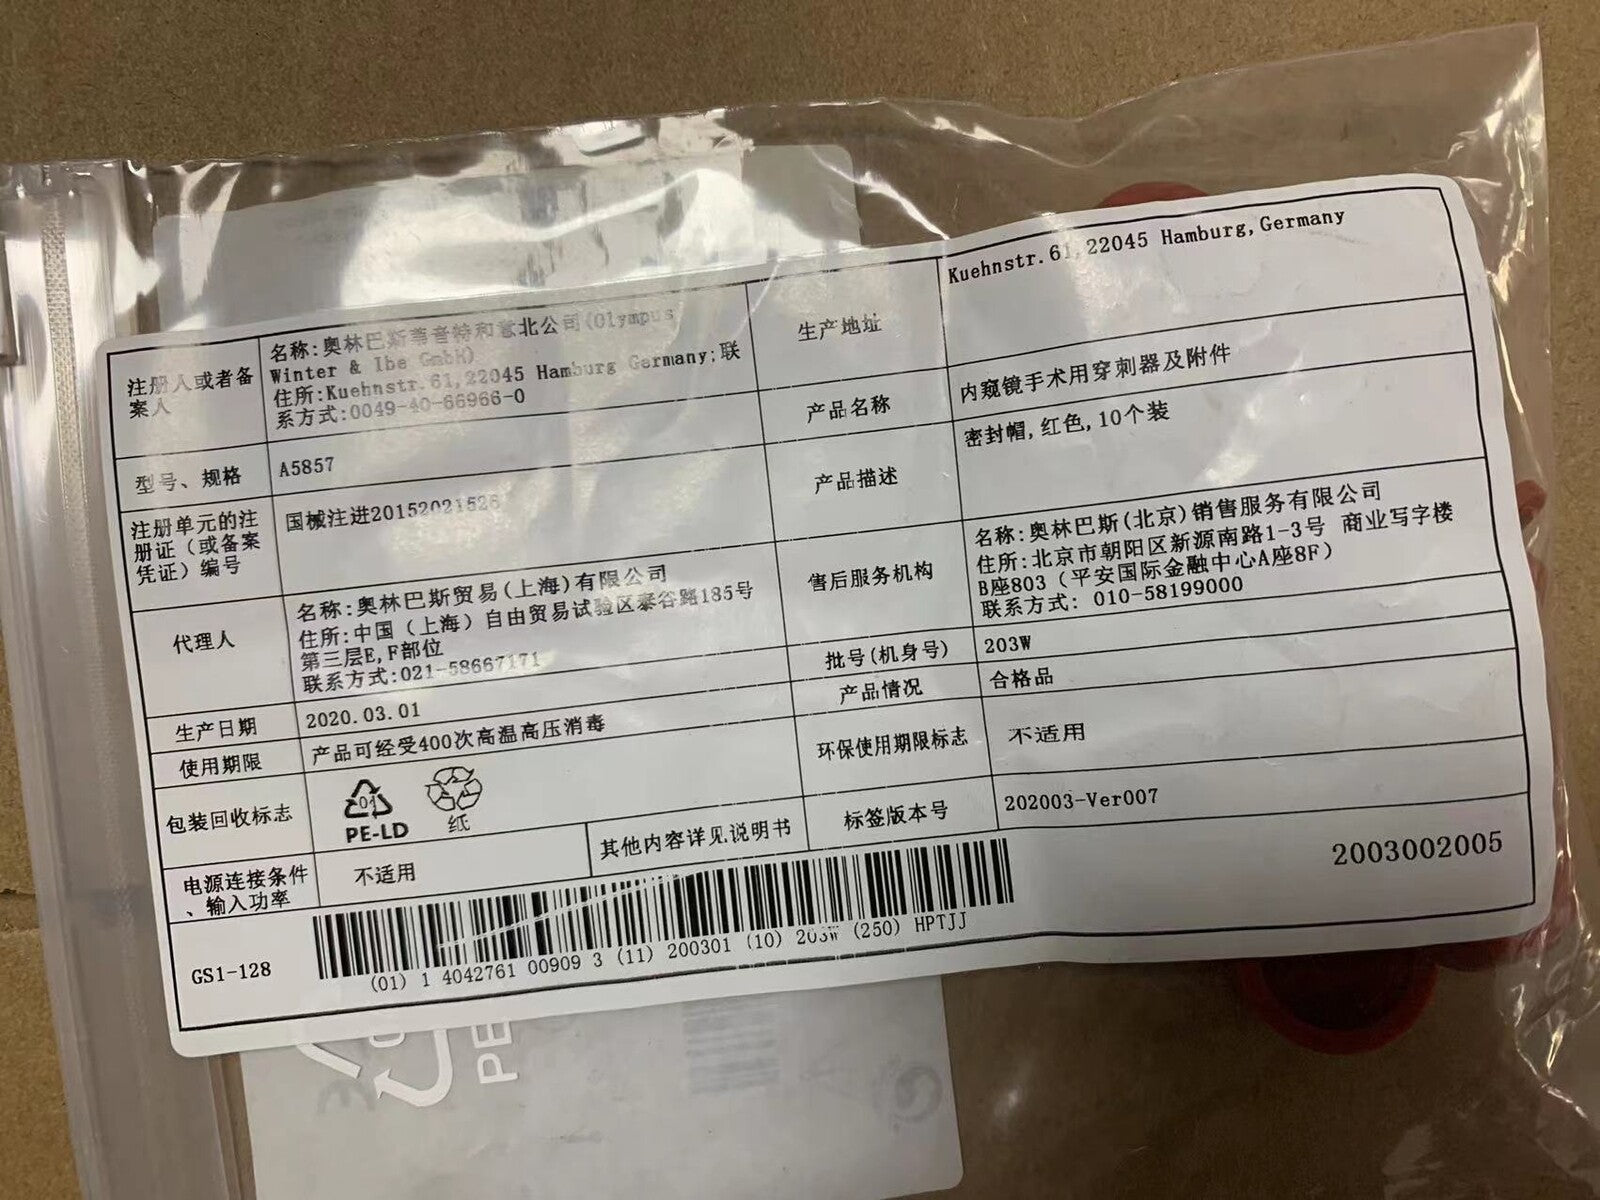 注册人或者备
案人
名称:奥林巴斯 和 北公司(Olympus
Winter & Ibe GmbH)
住所:Kuehnstr.61,22045 Hamburg Germany;联
系方式:0049-40-66966-0
生产地址
Kuehnstr.61,22045 Hamburg,Germany
型号、规格
A5857
产品名称
内窥镜手术用穿刺器及附件
注册单元的注
册证（或备案
凭证）编号
国械注进20152021526
产品描述
密封帽,红色,10个装
代理人
名称:奥林巴斯贸易(上海)有限公司
住所:中国（上海）自由贸易试验区泰谷路185号
第三层E,F部位
联系方式:021-58667171
售后服务机构
名称:奥林巴斯(北京)销售服务有限公司
住所:北京市朝阳区新源南路1-3号 商业写字楼
B座803（平安国际金融中心A座8F）
联系方式: 010-58199000
生产日期
2020.03.01
批号(机身号)
203W
使用期限
产品可经受400次高温高压消毒
产品情况
合格品
包装回收标志
04
PE-LD
纸
环保使用期限标志
不适用
电源连接条件
、输入功率
不适用
其他内容详见说明书
标签版本号
202003-Ver007
GS1-128
(01) 1 4042761 00909 3 (11) 200301 (10) 203W (250) HPTJJ
2003002005
PE